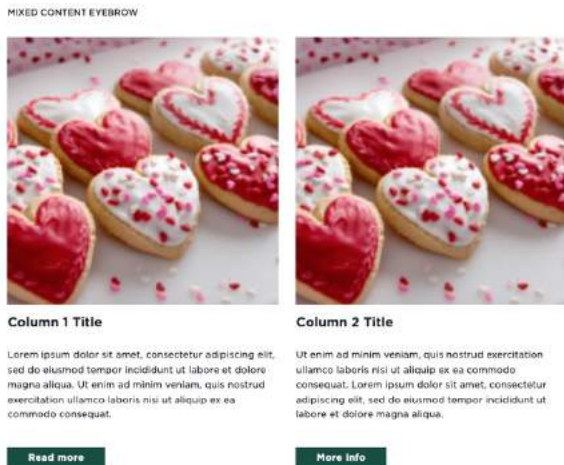 MIXED CONTENT EYEBROW
Column 1 Title
Lorem ipsum dolor sit amet, consectetur adipiscing elit,
sed do eiusmod tempor incididunt ut labore et dolore
magna aliqua. Ut enim ad minim veniam, quis nostrud
exercitation ullamco laboris nisi ut aliquip ex ea
commodo consequat.
Read more
Column 2 Title
Ut enim ad minim veniam, quis nostrud exercitation
ullamco laboris nisi ut aliquip ex ea commodo
consequat. Lorem ipsum dolor sit amet, consectetur
adipiscing elit, sed do eiusmod tempor incididunt ut
labore et dolore magna aliqua.
More Info